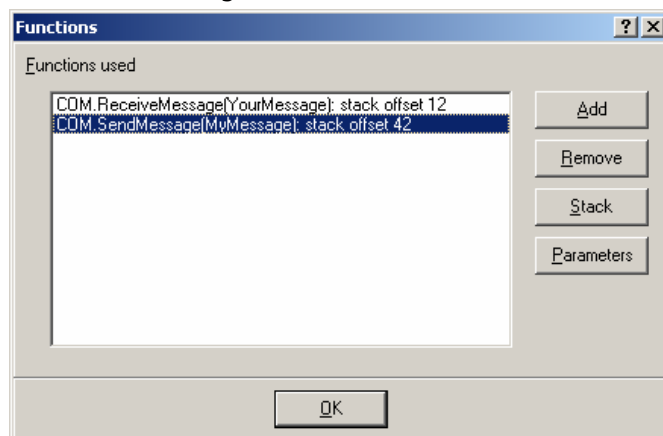 Functions
Functions used
COM.ReceiveMessage(YourMessage): stack offset 12
COM.SendMessage(MyMessage): stack offset 42
Add
Remove
Stack
Parameters
OK